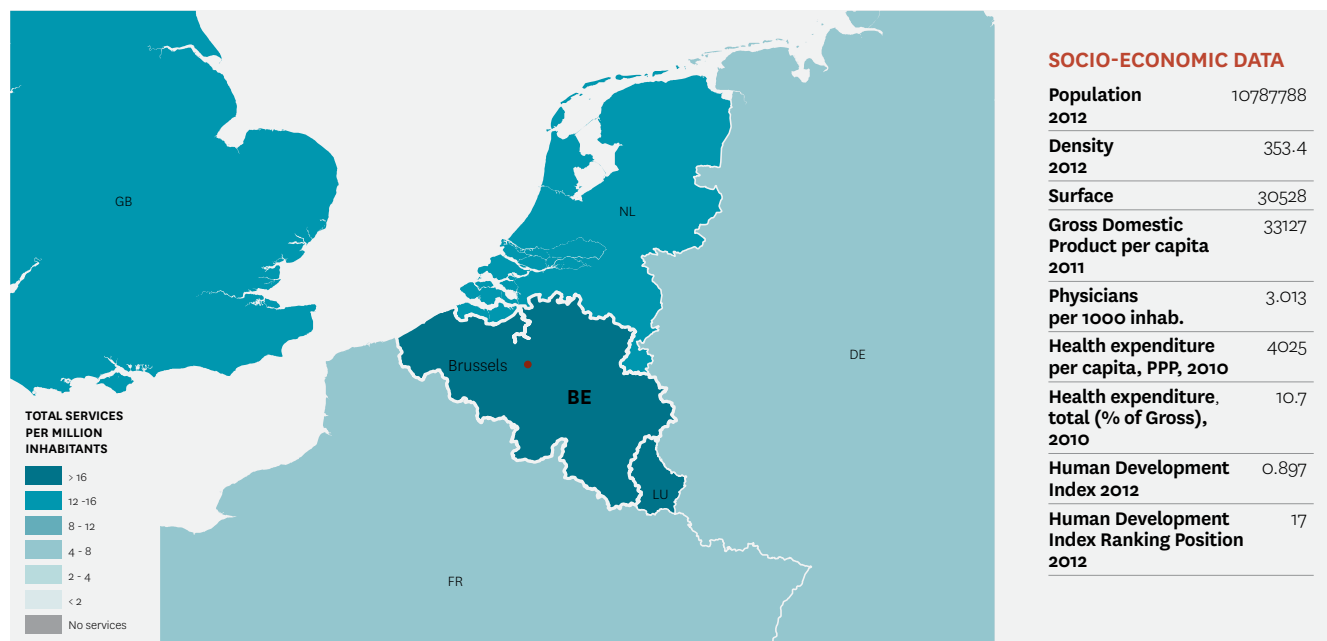 GB
NL
Brussels
BE
DE
LU
FR
TOTAL SERVICES
PER MILLION
INHABITANTS
> 16
12 -16
8 - 12
4 - 8
2 - 4
< 2
No services
SOCIO-ECONOMIC DATA
Population 10787788
2012
Density 353.4
2012
Surface 30528
Gross Domestic 33127
Product per capita
2011
Physicians 3.013
per 1000 inhab.
Health expenditure 4025
per capita, PPP, 2010
Health expenditure, 10.7
total (% of Gross),
2010
Human Development 0.897
Index 2012
Human Development 17
Index Ranking Position
2012